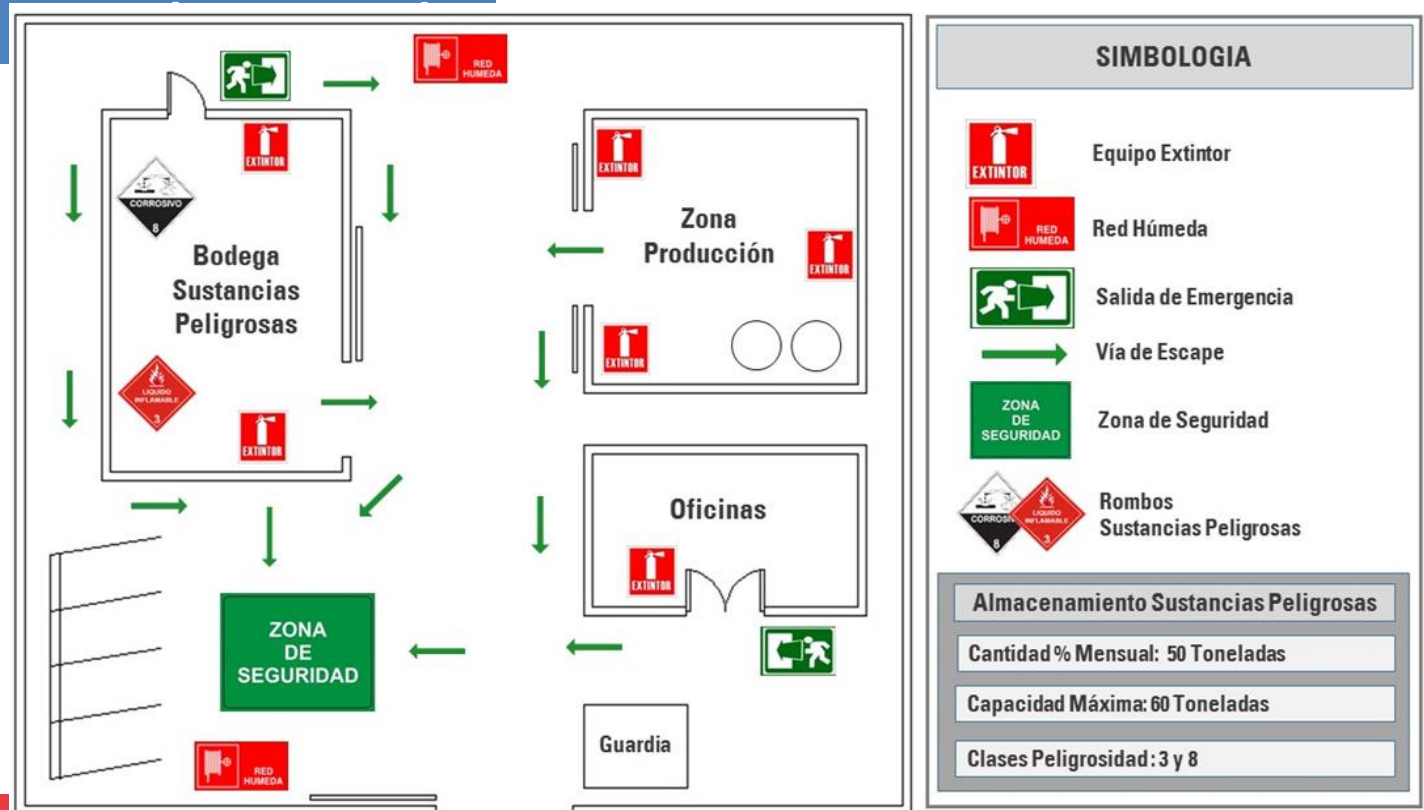 RED
HUMEDA
EXTINTOR
EXTINTOR
CORROSIVO
8
Bodega
Sustancias
Peligrosas
Zona
Producción
EXTINTOR
EXTINTOR
LIQUIDO
INFLAMABLE
3
EXTINTOR
Oficinas
EXTINTOR
ZONA
DE
SEGURIDAD
RED
HUMEDA
Guardia
SIMBOLOGIA
EXTINTOR
Equipo Extintor
RED
HUMEDA
Red Húmeda
Salida de Emergencia
Vía de Escape
ZONA
DE
SEGURIDAD
Zona de Seguridad
CORROSIV
8
LIQUIDO
INFLAMABLE
3
Rombos
Sustancias Peligrosas
Almacenamiento Sustancias Peligrosas
Cantidad % Mensual: 50 Toneladas
Capacidad Máxima: 60 Toneladas
Clases Peligrosidad: 3 y 8